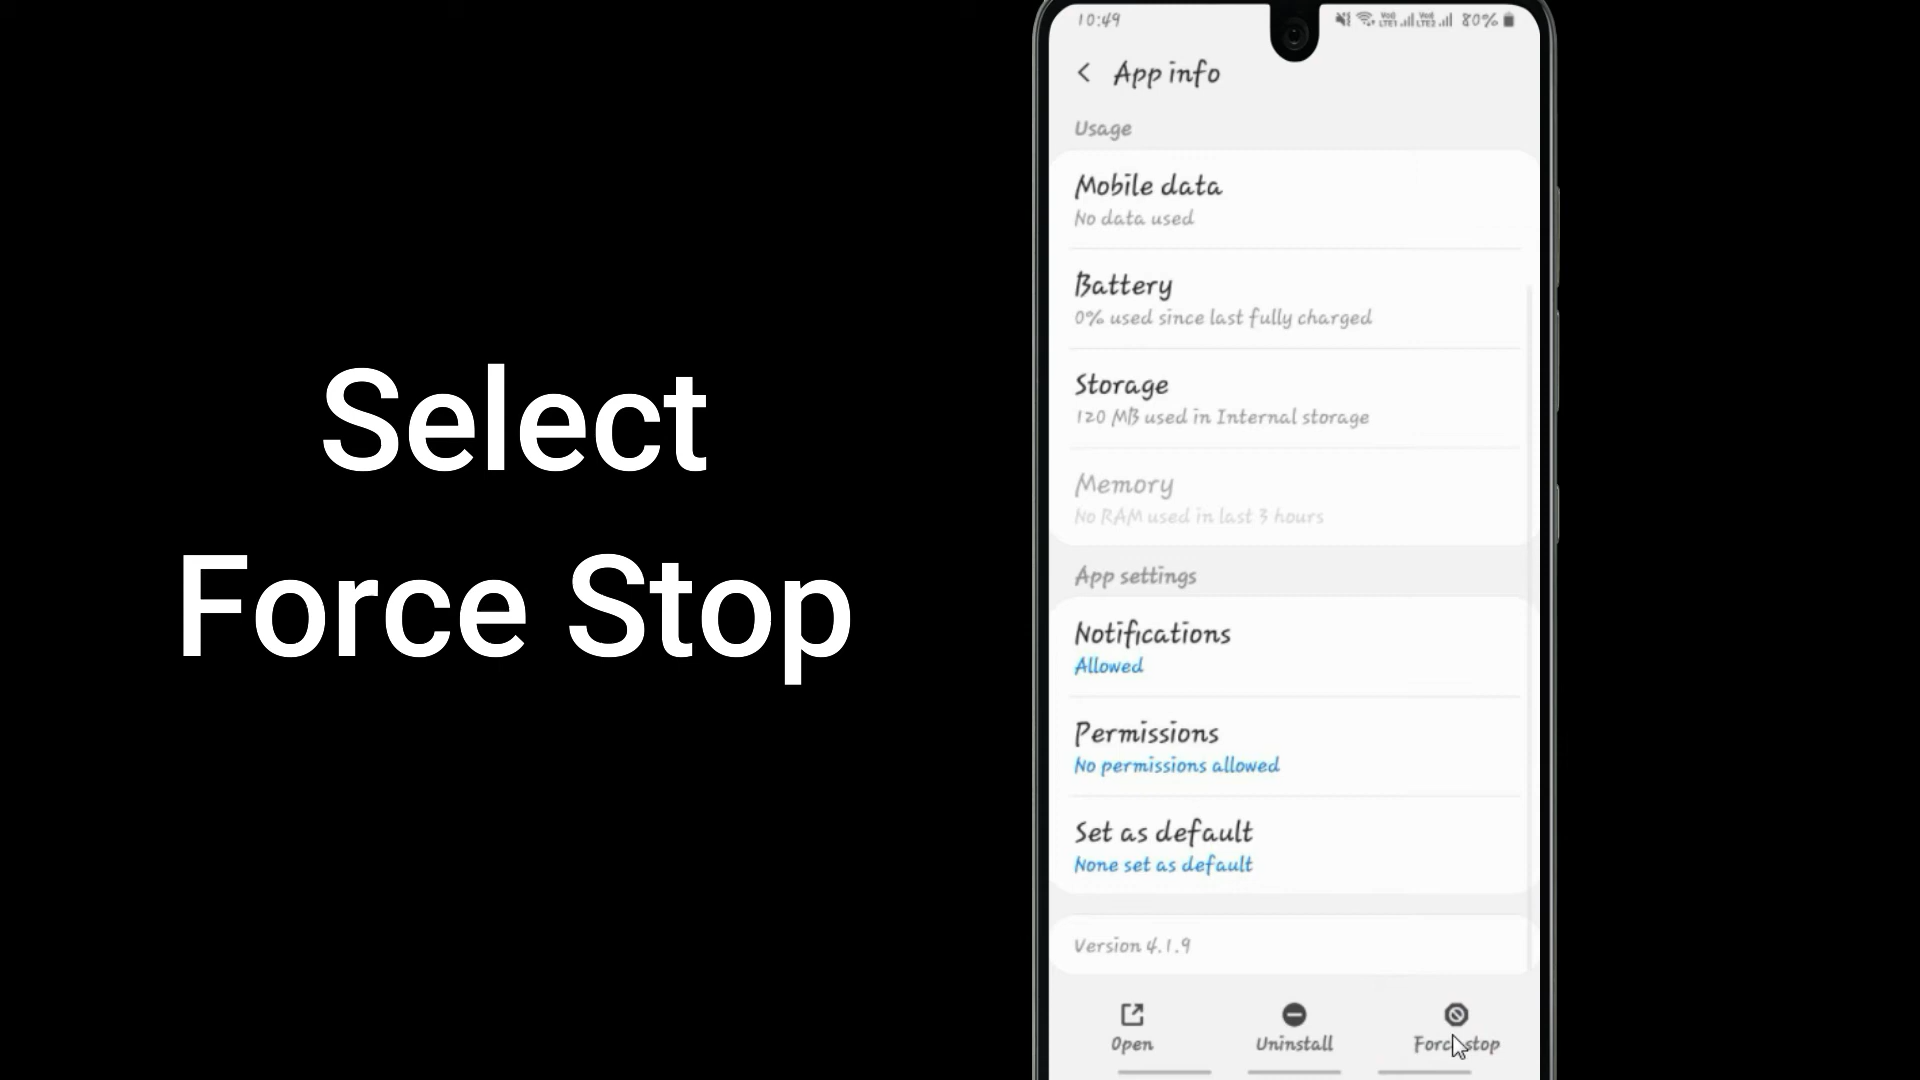 Select
Force Stop
10:49
VoLTE1 VoLTE2 80%
App info
Usage
Mobile data
No data used
Battery
0% used since last fully charged
Storage
120 MB used in Internal storage
Memory
No RAM used in last 3 hours
App settings
Notifications
Allowed
Permissions
No permissions allowed
Set as default
None set as default
Version 4.1.9
Open
Uninstall
Force stop